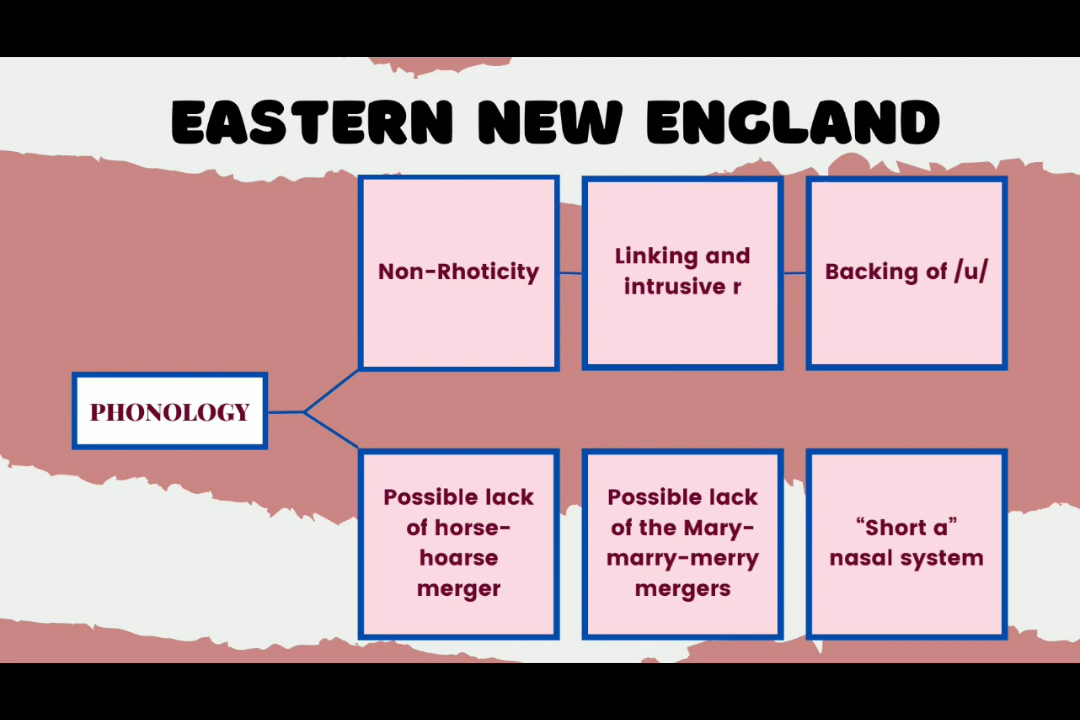 EASTERN NEW ENGLAND
Non-Rhoticity
Linking and
intrusive r
Backing of /u/
PHONOLOGY
Possible lack
of horse-
hoarse
merger
Possible lack
of the Mary-
marry-merry
mergers
“Short a”
nasal system